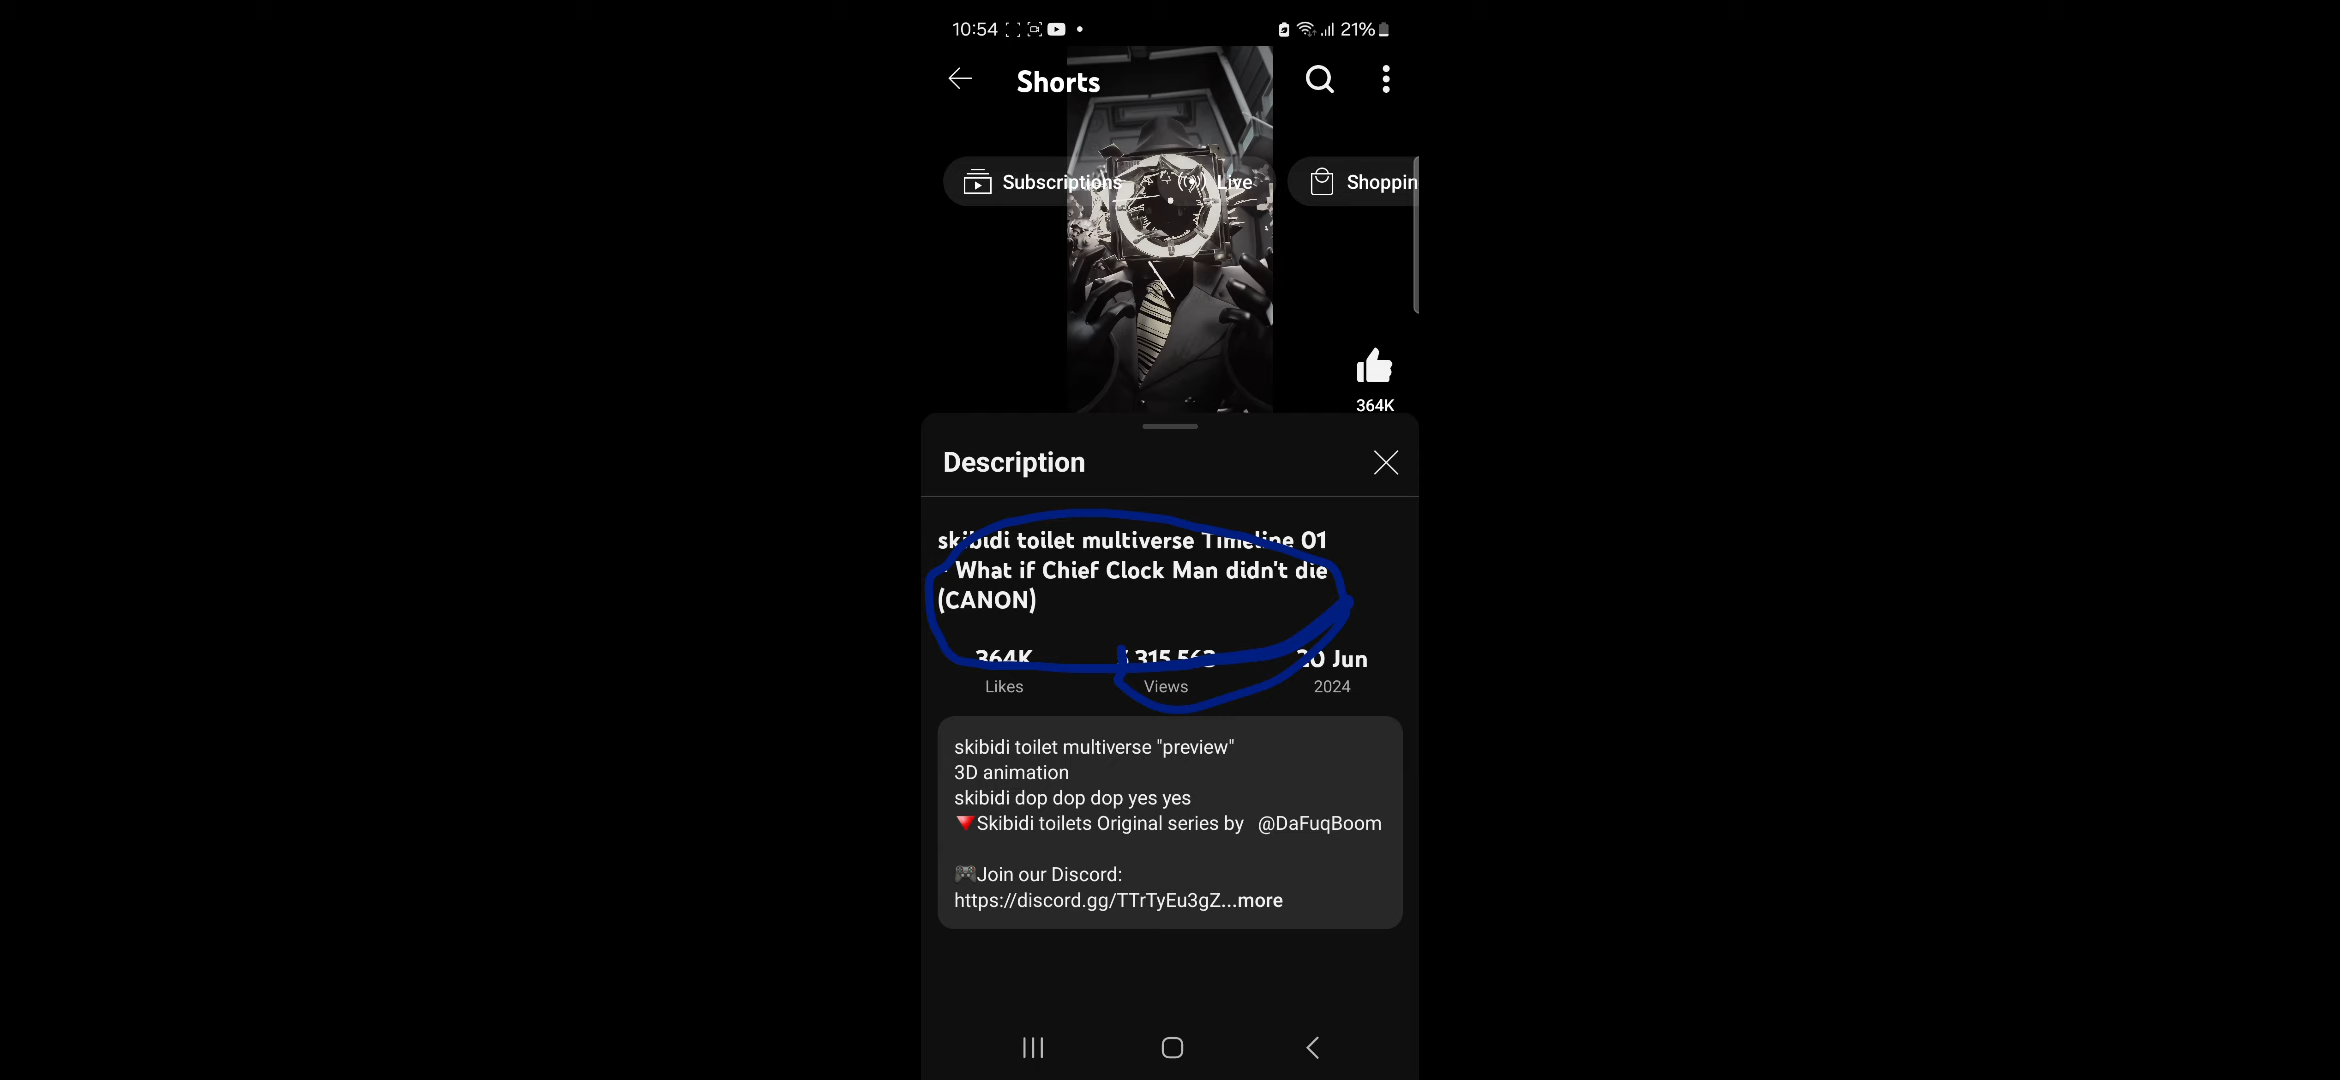 10:54
21%
Shorts
Subscriptions
Live
Shoppin
364K
Description
skibidi toilet multiverse Timeline 01
- What if Chief Clock Man didn't die
(CANON)
364K
20 Jun
Likes
Views
2024
skibidi toilet multiverse "preview"
3D animation
skibidi dop dop dop yes yes
🔻Skibidi toilets Original series by @DaFuqBoom
🎮Join our Discord:
https://discord.gg/TTrTyEu3gZ...more